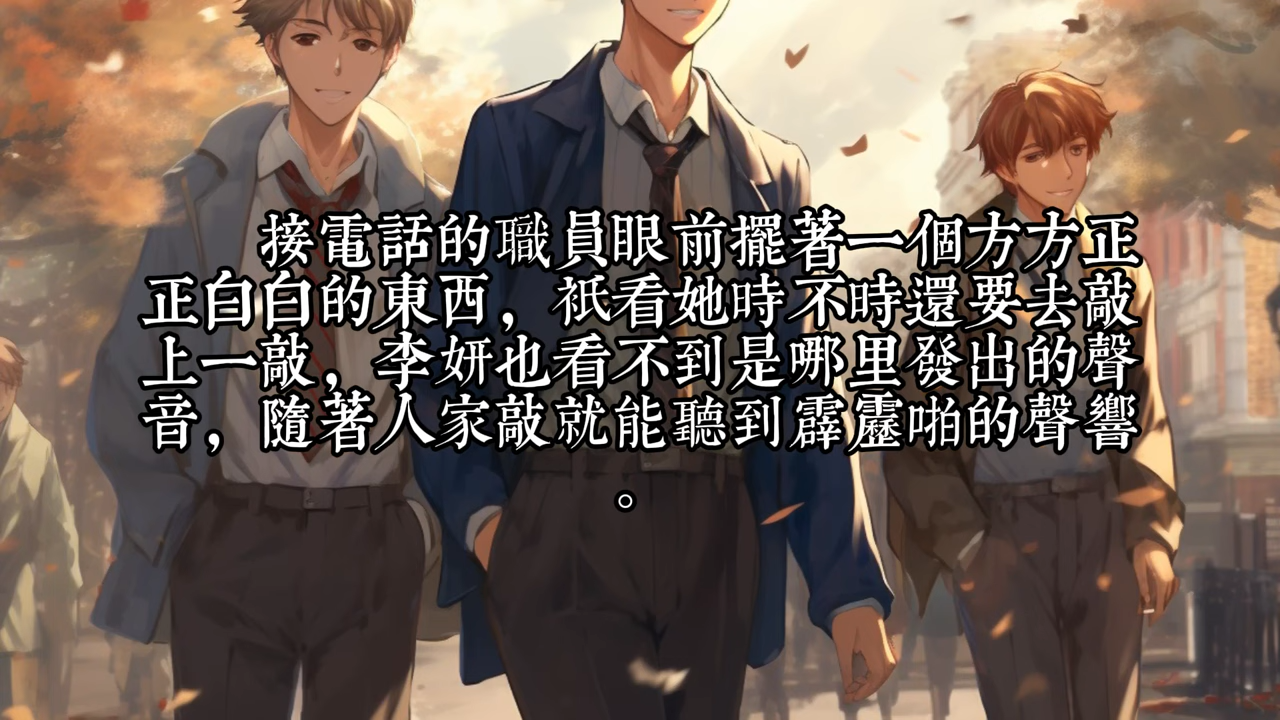 接電話的職員眼前擺著一個方方正
正白白的東西，祇看她時不時還要去敲
上一敲，李妍也看不到是哪里發出的聲
音，隨著人家敲就能聽到霹靂啪的聲響
。